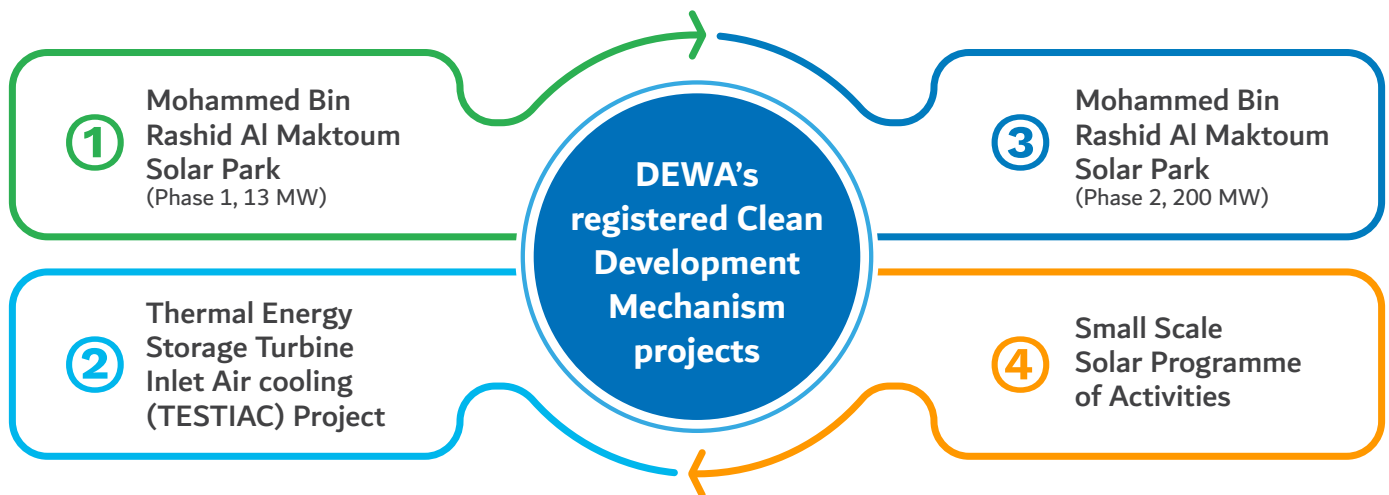 1
Mohammed Bin
Rashid Al Maktoum
Solar Park
(Phase 1, 13 MW)
2
Thermal Energy
Storage Turbine
Inlet Air cooling
(TESTIAC) Project
DEWA’s
registered Clean
Development
Mechanism
projects
3
Mohammed Bin
Rashid Al Maktoum
Solar Park
(Phase 2, 200 MW)
4
Small Scale
Solar Programme
of Activities